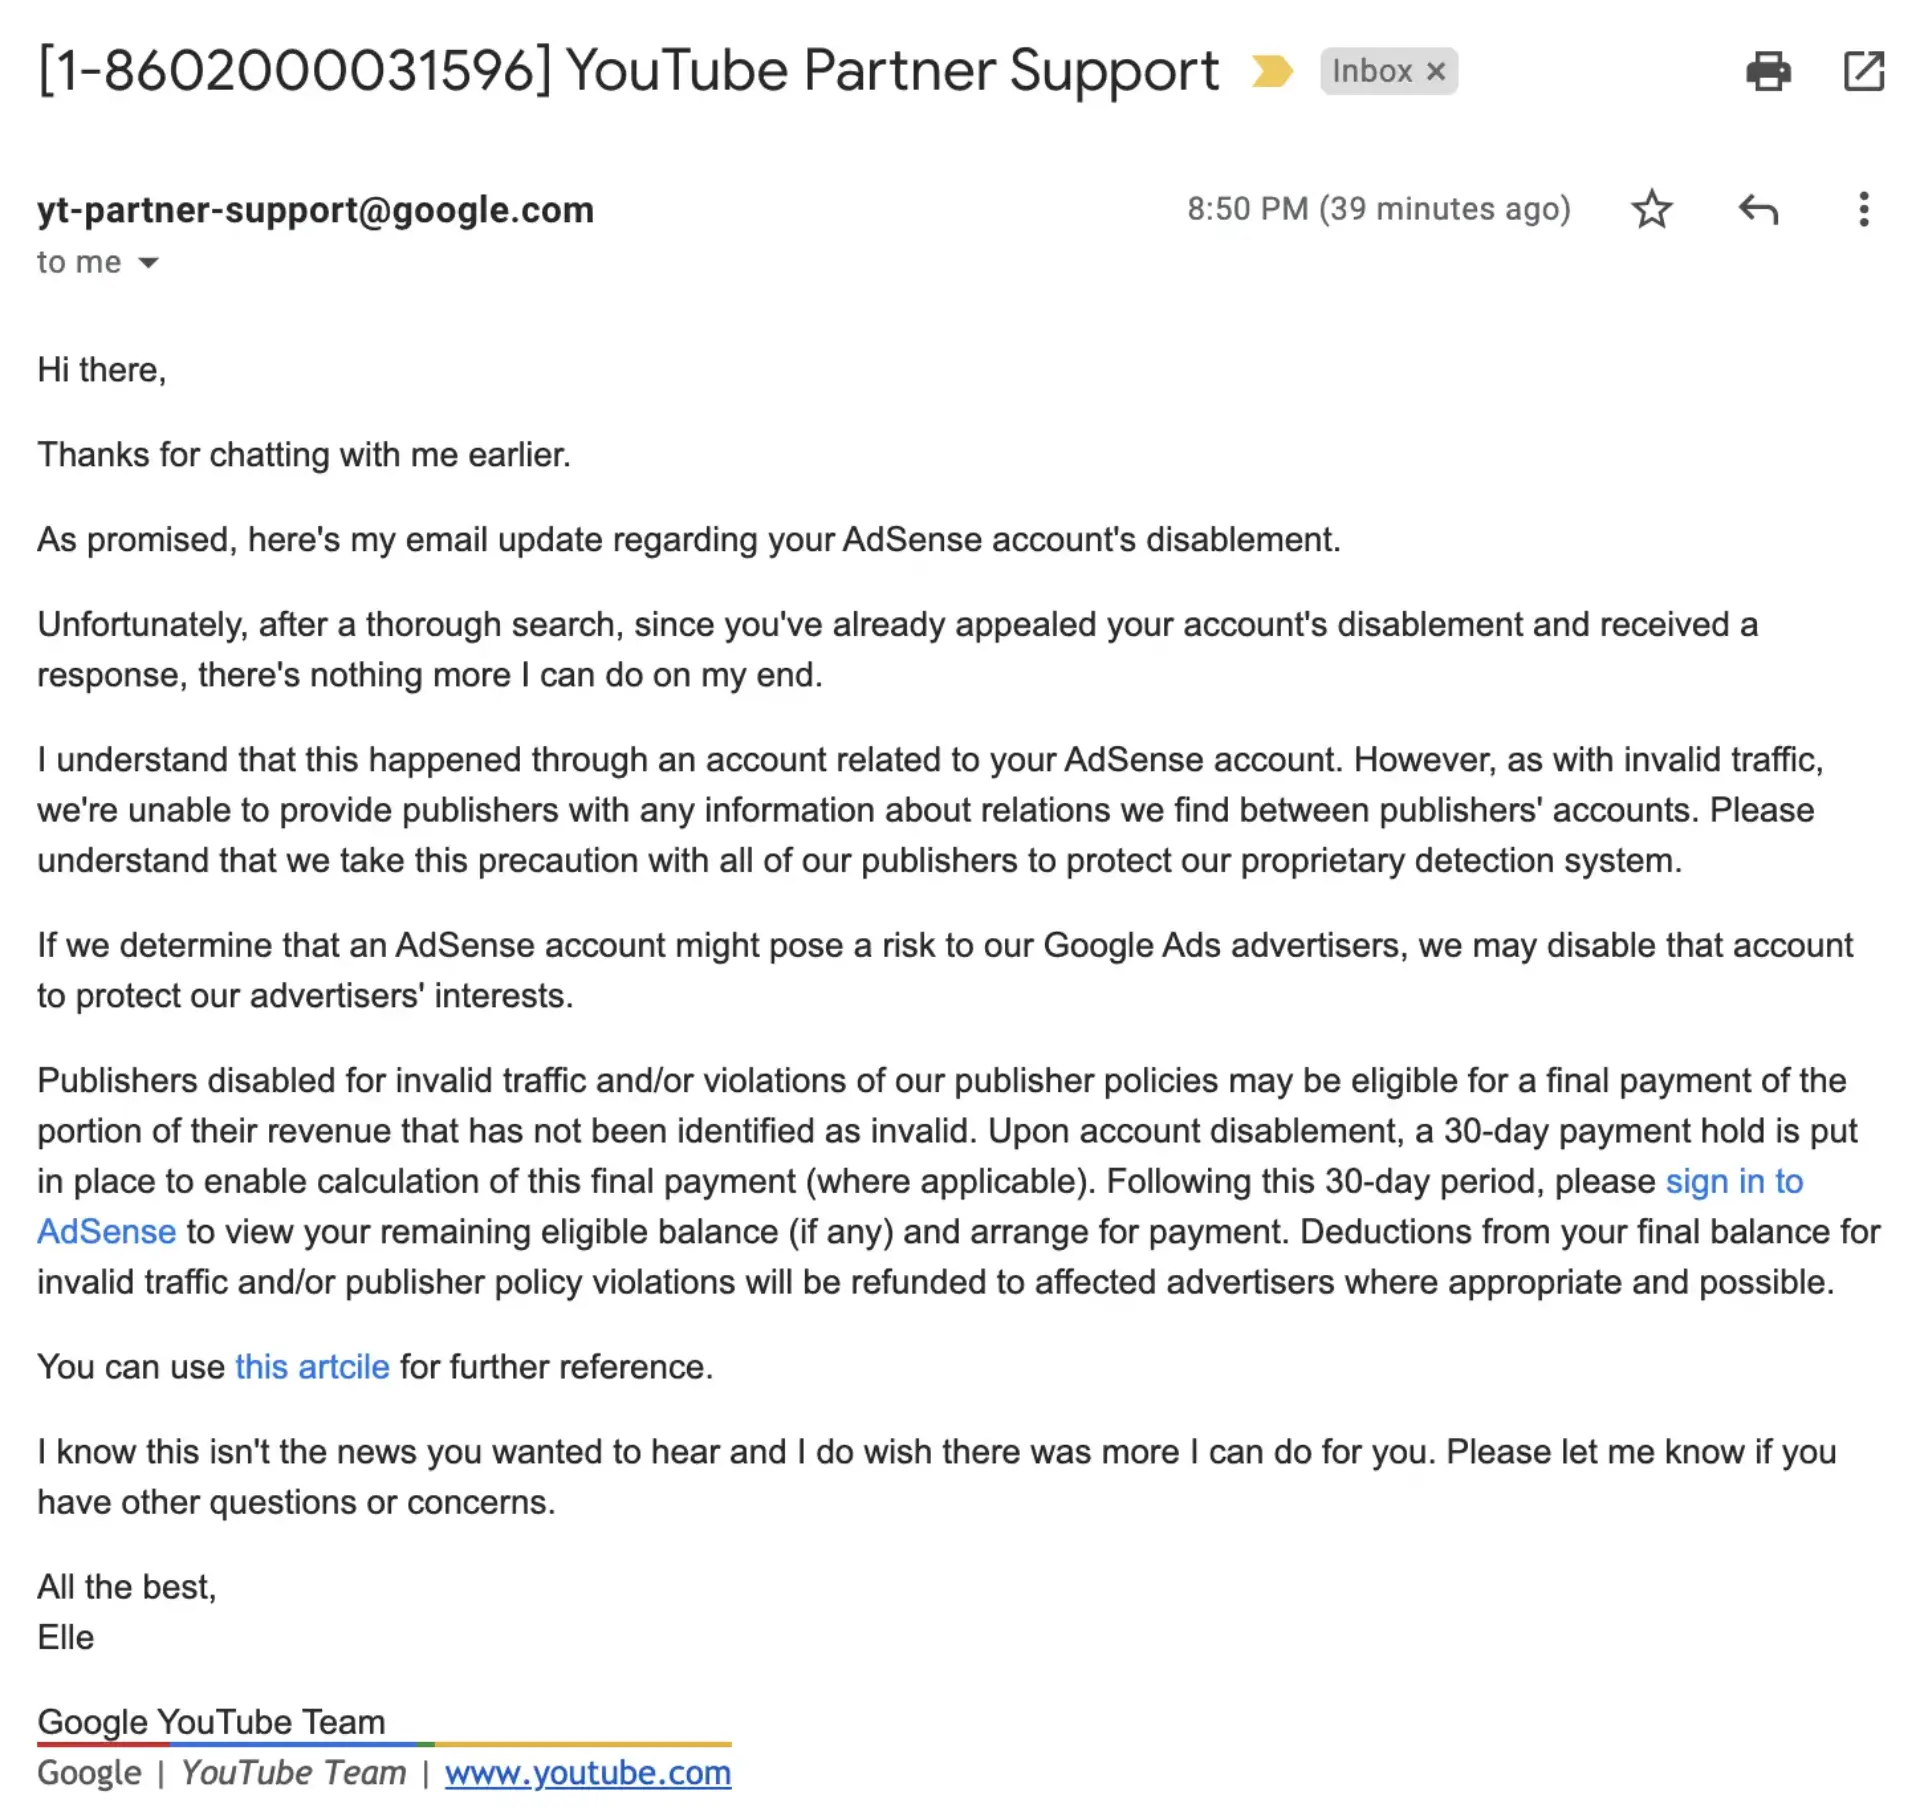 [1-8602000031596] YouTube Partner Support Inbox ×
yt-partner-support@google.com 8:50 PM (39 minutes ago)
to me
Hi there,
Thanks for chatting with me earlier.
As promised, here's my email update regarding your AdSense account's disablement.
Unfortunately, after a thorough search, since you've already appealed your account's disablement and received a
response, there's nothing more I can do on my end.
I understand that this happened through an account related to your AdSense account. However, as with invalid traffic,
we're unable to provide publishers with any information about relations we find between publishers' accounts. Please
understand that we take this precaution with all of our publishers to protect our proprietary detection system.
If we determine that an AdSense account might pose a risk to our Google Ads advertisers, we may disable that account
to protect our advertisers' interests.
Publishers disabled for invalid traffic and/or violations of our publisher policies may be eligible for a final payment of the
portion of their revenue that has not been identified as invalid. Upon account disablement, a 30-day payment hold is put
in place to enable calculation of this final payment (where applicable). Following this 30-day period, please sign in to
AdSense to view your remaining eligible balance (if any) and arrange for payment. Deductions from your final balance for
invalid traffic and/or publisher policy violations will be refunded to affected advertisers where appropriate and possible.
You can use this artcile for further reference.
I know this isn't the news you wanted to hear and I do wish there was more I can do for you. Please let me know if you
have other questions or concerns.
All the best,
Elle
Google YouTube Team
Google | YouTube Team | www.youtube.com